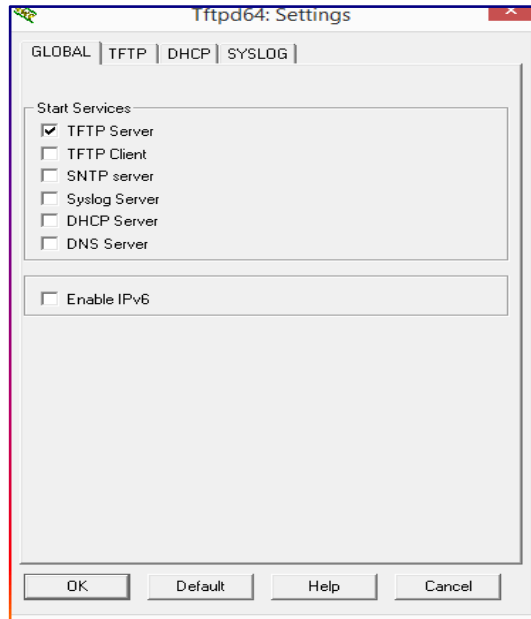 Tftpd64: Settings
GLOBAL TFTP DHCP SYSLOG
Start Services
TFTP Server
TFTP Client
SNTP server
Syslog Server
DHCP Server
DNS Server
Enable IPv6
OK Default Help Cancel